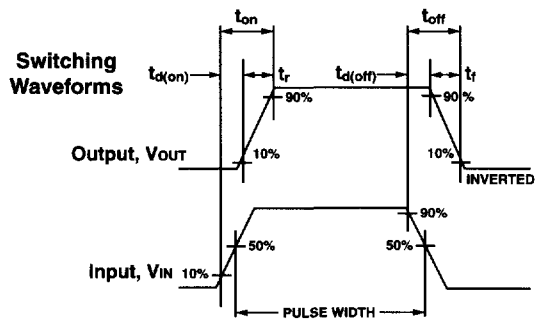 ton
toff
Switching
Waveforms
td(on)
tr
td(off)
tf
90%
90%
Output, VOUT
10%
10%
INVERTED
90%
50%
50%
Input, VIN
10%
PULSE WIDTH